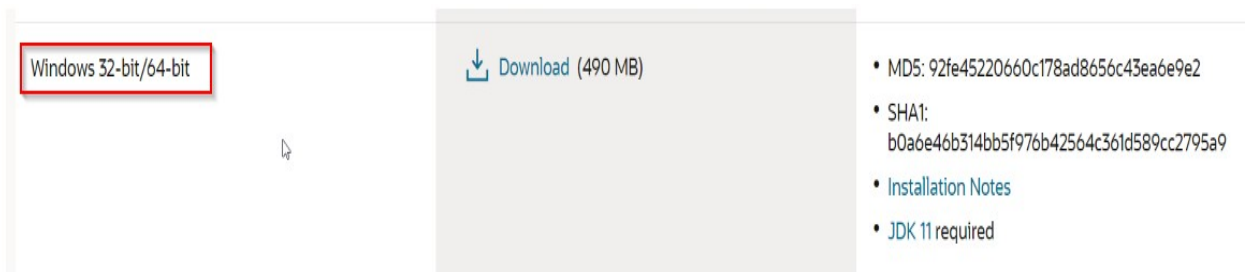 Windows 32-bit/64-bit
Download (490 MB)
• MD5: 92fe45220660c178ad8656c43ea6e9e2
• SHA1:
b0a6e46b314bb5f976b42564c361d589cc2795a9
• Installation Notes
• JDK 11 required